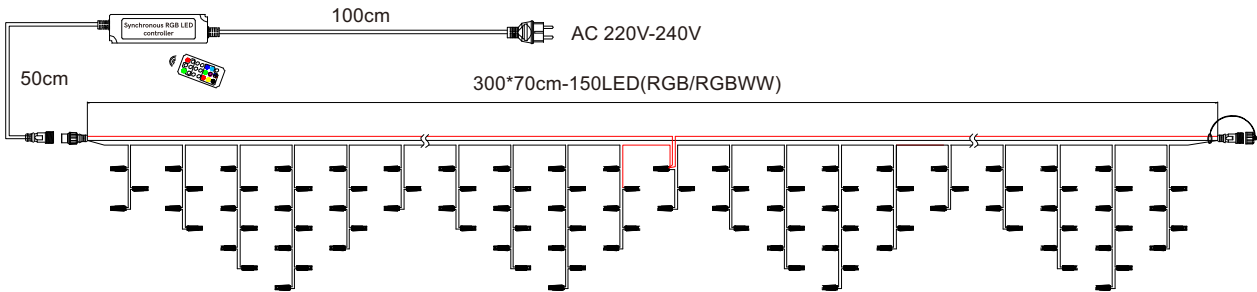 100cm
Synchronous RGB LED
controller
AC 220V-240V
50cm
300*70cm-150LED(RGB/RGBWW)